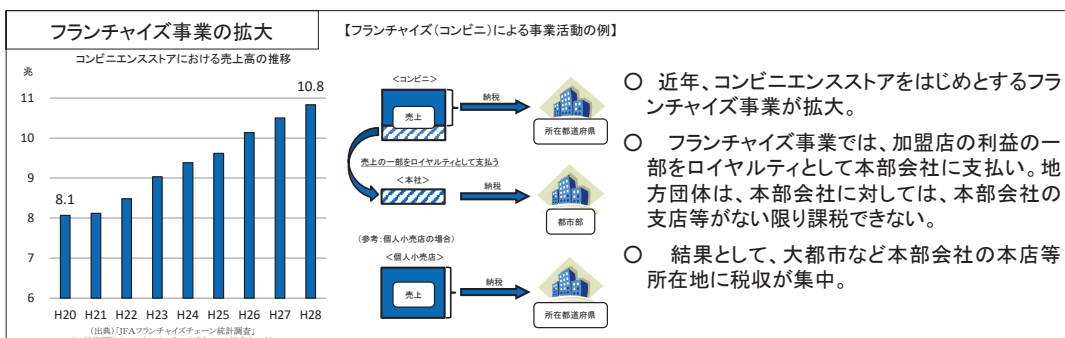 フランチャイズ事業の拡大
コンビニエンスストアにおける売上高の推移
兆
11
10
9
8
7
6
8.1
10.8
H20 H21 H22 H23 H24 H25 H26 H27 H28
(出典)「JFAフランチャイズチェーン統計調査」
【フランチャイズ(コンビニ)による事業活動の例】
<コンビニ>
売上
納税
所在都道府県
売上の一部をロイヤルティとして支払う
<本社>
納税
都市部
(参考:個人小売店の場合)
<個人小売店>
売上
納税
所在都道府県
○ 近年、コンビニエンスストアをはじめとするフラ
ンチャイズ事業が拡大。
○ フランチャイズ事業では、加盟店の利益の一
部をロイヤルティとして本部会社に支払い。地
方団体は、本部会社に対しては、本部会社の
支店等がない限り課税できない。
○ 結果として、大都市など本部会社の本店等
所在地に税収が集中。